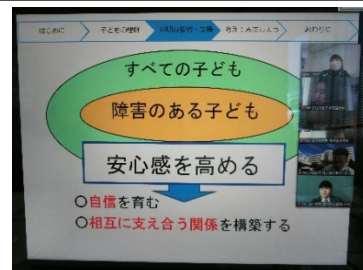 はじめに
子どもの理解
おわりに
すべての子ども
障害のある子ども
安心感を高める
〇自信を育む
〇相互に支え合う関係を構築する